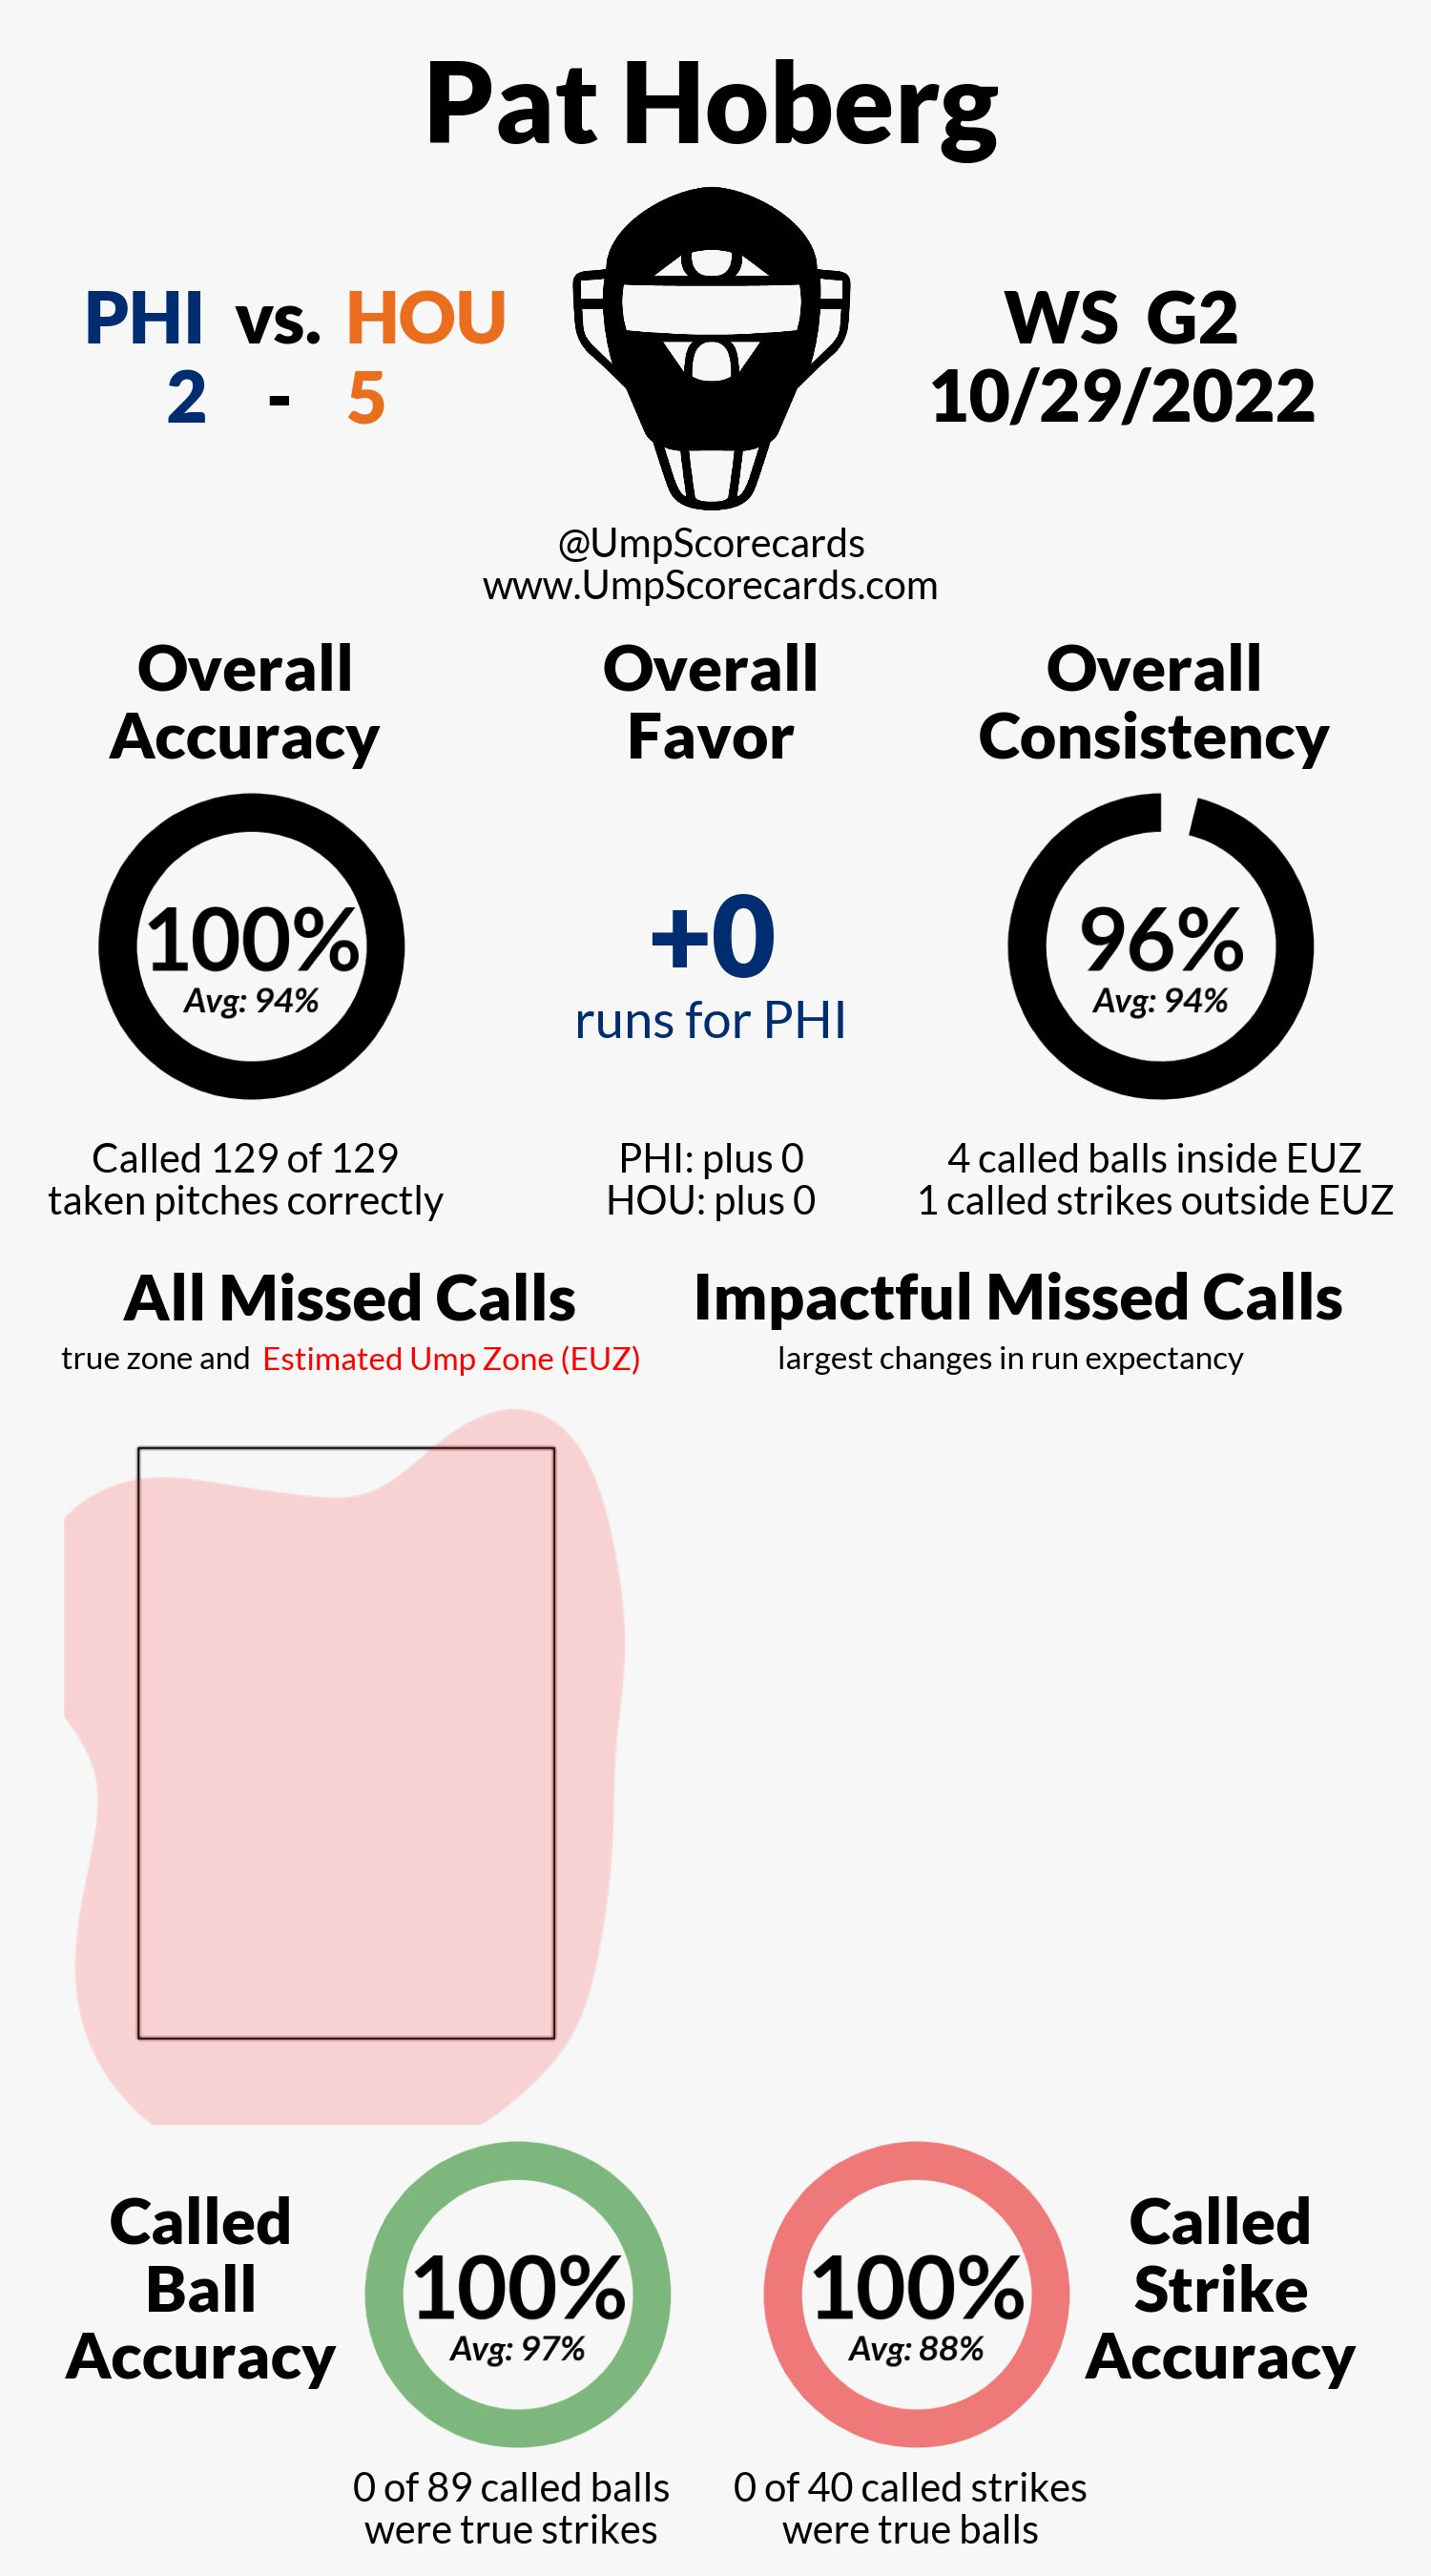 Pat Hoberg
PHI vs. HOU
2 - 5
WS G2
10/29/2022
@UmpScorecards
www.UmpScorecards.com
Overall
Accuracy
100%
Avg: 94%
Called 129 of 129
taken pitches correctly
Overall
Favor
+0
runs for PHI
PHI: plus 0
HOU: plus 0
Overall
Consistency
96%
Avg: 94%
4 called balls inside EUZ
1 called strikes outside EUZ
All Missed Calls
true zone and Estimated Ump Zone (EUZ)
Impactful Missed Calls
largest changes in run expectancy
Called
Ball
Accuracy
100%
Avg: 97%
0 of 89 called balls
were true strikes
100%
Avg: 88%
0 of 40 called strikes
were true balls
Called
Strike
Accuracy